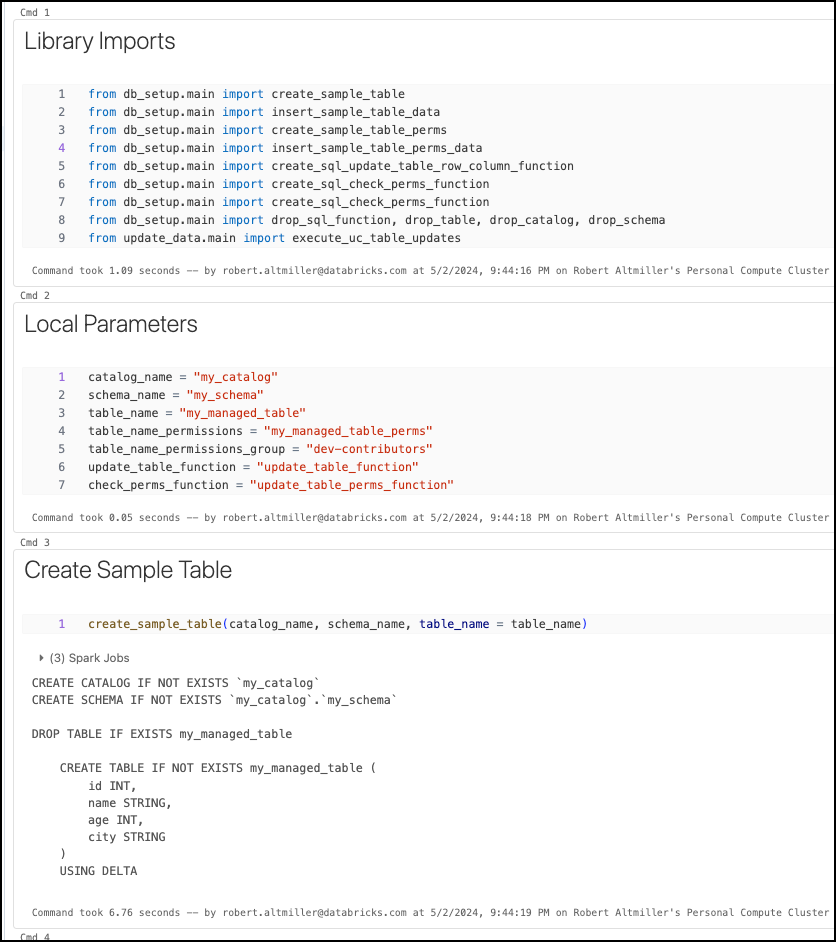 Cmd 1
Library Imports
1 from db_setup.main import create_sample_table
2 from db_setup.main import insert_sample_table_data
3 from db_setup.main import create_sample_table_perms
4 from db_setup.main import insert_sample_table_perms_data
5 from db_setup.main import create_sql_update_table_row_column_function
6 from db_setup.main import create_sql_check_perms_function
7 from db_setup.main import create_sql_check_perms_function
8 from db_setup.main import drop_sql_function, drop_table, drop_catalog, drop_schema
9 from update_data.main import execute_uc_table_updates
Command took 1.09 seconds -- by robert.altmiller@databricks.com at 5/2/2024, 9:44:16 PM on Robert Altmiller's Personal Compute Cluster
Cmd 2
Local Parameters
1 catalog_name = "my_catalog"
2 schema_name = "my_schema"
3 table_name = "my_managed_table"
4 table_name_permissions = "my_managed_table_perms"
5 table_name_permissions_group = "dev-contributors"
6 update_table_function = "update_table_function"
7 check_perms_function = "update_table_perms_function"
Command took 0.05 seconds -- by robert.altmiller@databricks.com at 5/2/2024, 9:44:18 PM on Robert Altmiller's Personal Compute Cluster
Cmd 3
Create Sample Table
1 create_sample_table(catalog_name, schema_name, table_name = table_name)
(3) Spark Jobs
CREATE CATALOG IF NOT EXISTS `my_catalog`
CREATE SCHEMA IF NOT EXISTS `my_catalog`.`my_schema`
DROP TABLE IF EXISTS my_managed_table
CREATE TABLE IF NOT EXISTS my_managed_table (
id INT,
name STRING,
age INT,
city STRING
)
USING DELTA
Command took 6.76 seconds -- by robert.altmiller@databricks.com at 5/2/2024, 9:44:19 PM on Robert Altmiller's Personal Compute Cluster
Cmd 4